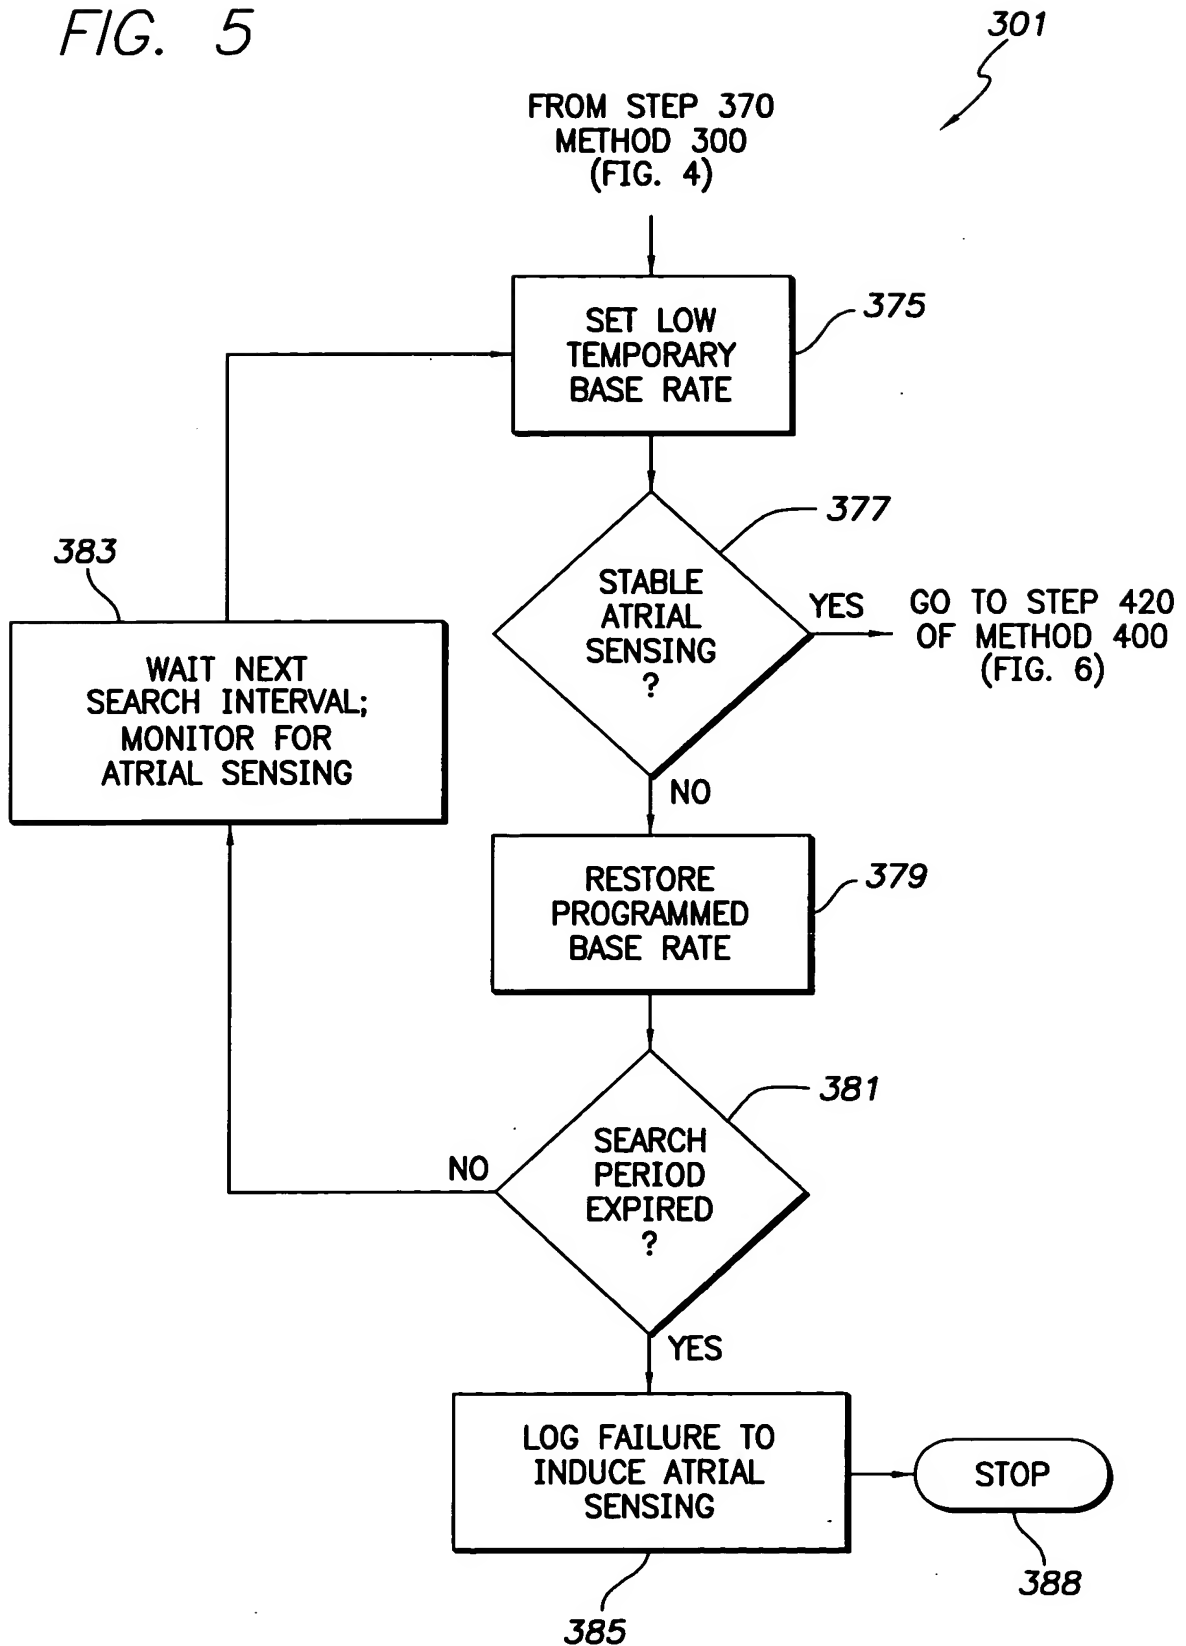 FIG. 5
301
FROM STEP 370
METHOD 300
(FIG. 4)
SET LOW
TEMPORARY
BASE RATE
375
377
STABLE
ATRIAL
SENSING
?
YES
GO TO STEP 420
OF METHOD 400
(FIG. 6)
383
WAIT NEXT
SEARCH INTERVAL;
MONITOR FOR
ATRIAL SENSING
NO
RESTORE
PROGRAMMED
BASE RATE
379
381
SEARCH
PERIOD
EXPIRED
?
NO
YES
LOG FAILURE TO
INDUCE ATRIAL
SENSING
STOP
388
385